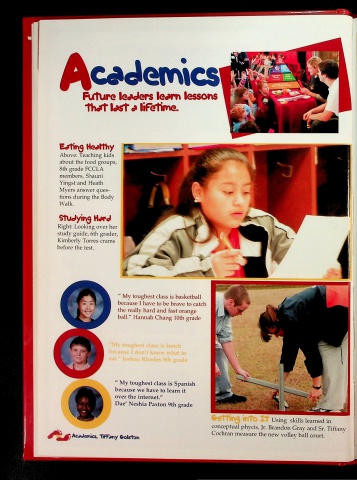 Academics
Future leaders learn lessons
that last a lifetime.
Eating Healthy
Above: Teaching kids
about the food groups,
8th grade FCCLA
members, Shauni
Yingst and Heath
Myers answer ques-
tions during the Body
Walk.
Studying Hard
Right: Looking over her
study guide, 6th grader,
Kimberly Torres crams
before the test.
" My toughest class is basketball
because I have to be brave to catch
the really hard and fast orange
ball." Hannah Chang 10th grade
"My toughest class is lunch
because I don't know what to
eat." Joshua Rhodes 9th grade
" My toughest class is Spanish
because we have to learn it
over the internet."
Dae' Neshia Paxton 9th grade
Getting into It Using skills learned in
conceptual phycis, Jr. Brandon Gray and Sr. Tiffany
Cochran measure the new volley ball court.
Academics, Tiffany Golston